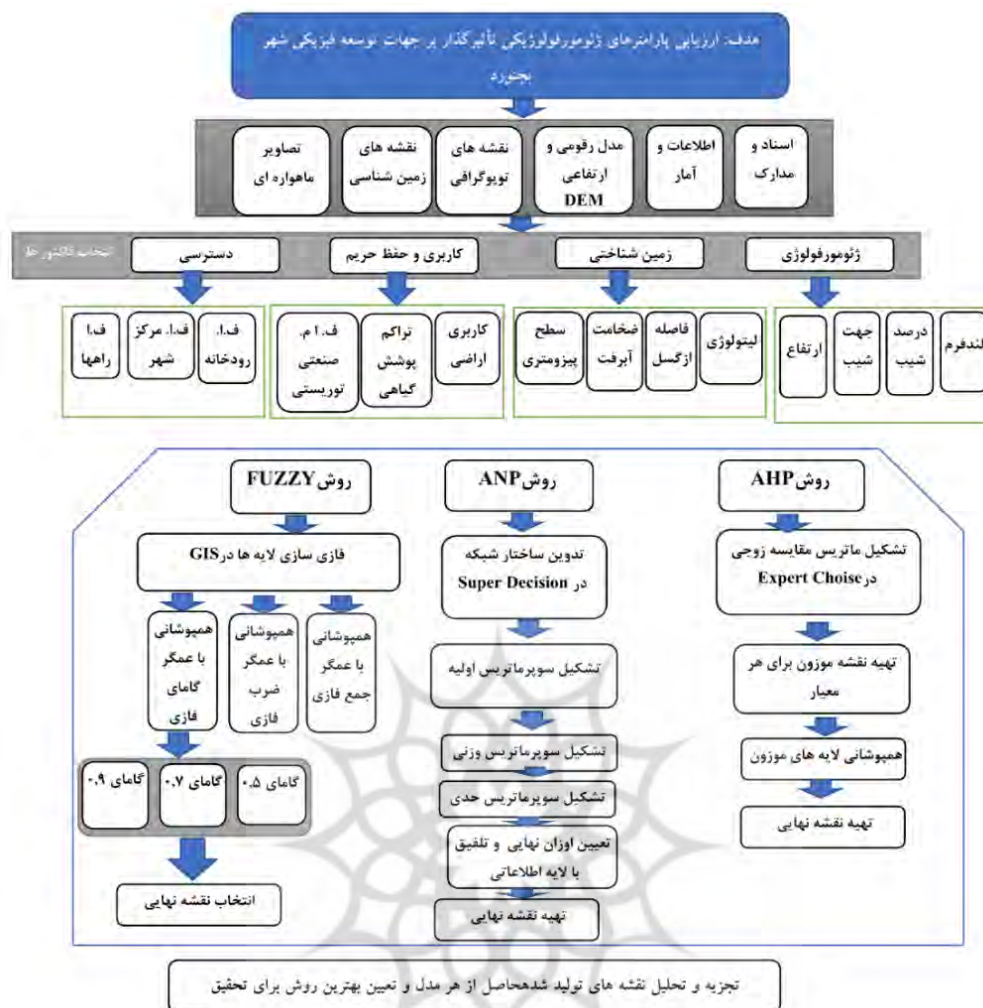 هدف: ارزیابی پارامترهای ژئومورفولوژیکی تأثیرگذار بر جهات توسعه فیزیکی شهر
بجنورد
اسناد و
مدارک
اطلاعات و
آمار
مدل رقومی و
ارتفاعی
DEM
نقشه های
توپوگرافی
نقشه های
زمین شناسی
تصاویر
ماهواره ای
انتخاب فاکتور ها
ژئومورفولوژی
زمین شناختی
کاربری و حفظ حریم
دسترسی
لندفرم
درصد
شیب
جهت
شیب
ارتفاع
لیتولوژی
فاصله
ازگسل
ضخامت
آبرفت
سطح
پیزومتری
کاربری
اراضی
تراکم
پوشش
گیاهی
ف. ا م.
صنعتی
توریستی
ف.ا.
رودخانه
ف.ا. مرکز
شهر
ف.ا
راهها
روش AHP
تشکیل ماتریس مقایسه زوجی
در Expert Choise
تهیه نقشه موزون برای هر
معیار
همپوشانی لایه های موزون
تهیه نقشه نهایی
روش ANP
تدوین ساختار شبکه
در Super Decision
تشکیل سوپرماتریس اولیه
تشکیل سوپرماتریس وزنی
تشکیل سوپرماتریس حدی
تعیین اوزان نهایی و تلفیق
با لایه اطلاعاتی
تهیه نقشه نهایی
روش FUZZY
فازی سازی لایه ها در GIS
همپوشانی
با عمگر
جمع فازی
همپوشانی
با عمگر
ضرب
فازی
همپوشانی
با عمگر
گامای
فازی
گامای ۰.۵
گامای ۰.۷
گامای ۰.۹
انتخاب نقشه نهایی
تجزیه و تحلیل نقشه های تولید شدهحاصل از هر مدل و تعیین بهترین روش برای تحقیق